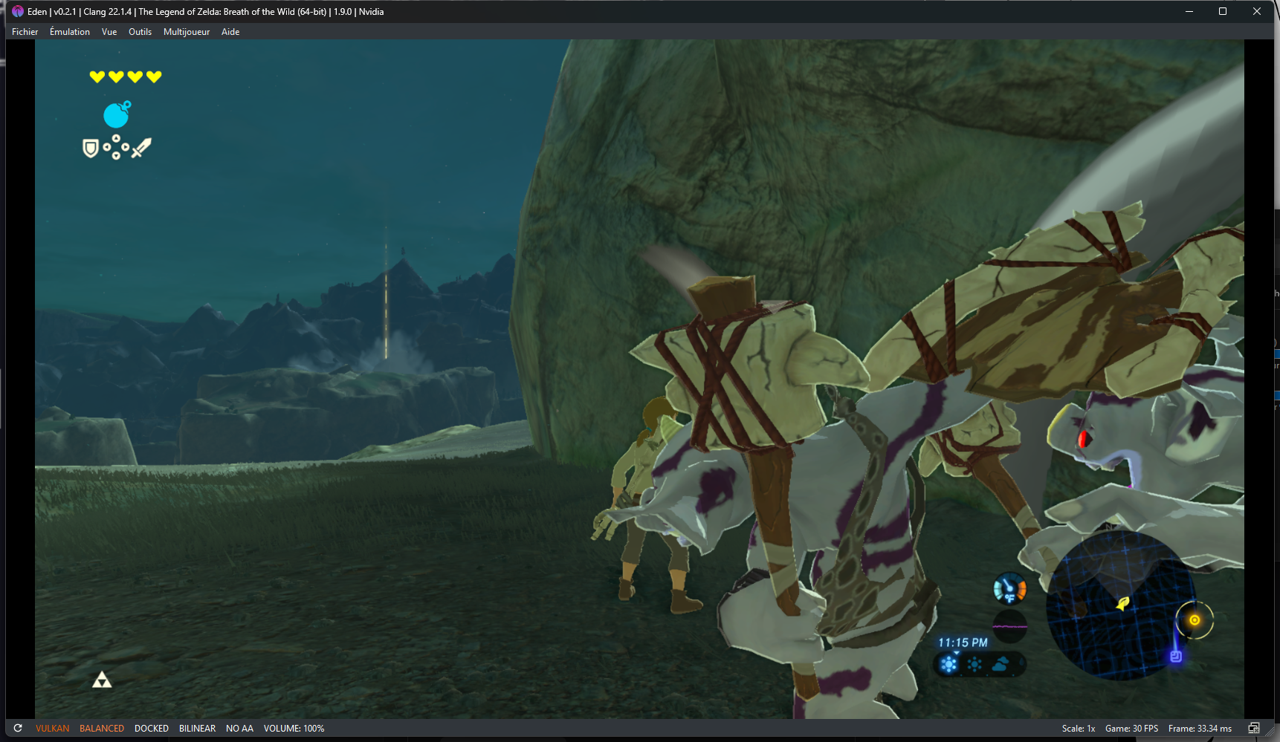 Eden | v0.2.1 | Clang 22.1.4 | The Legend of Zelda: Breath of the Wild (64-bit) | 1.9.0 | Nvidia
Fichier Émulation Vue Outils Multijoueur Aide
°F
11:15 PM
VULKAN BALANCED DOCKED BILINEAR NO AA VOLUME: 100% Scale: 1x Game: 30 FPS Frame: 33.34 ms